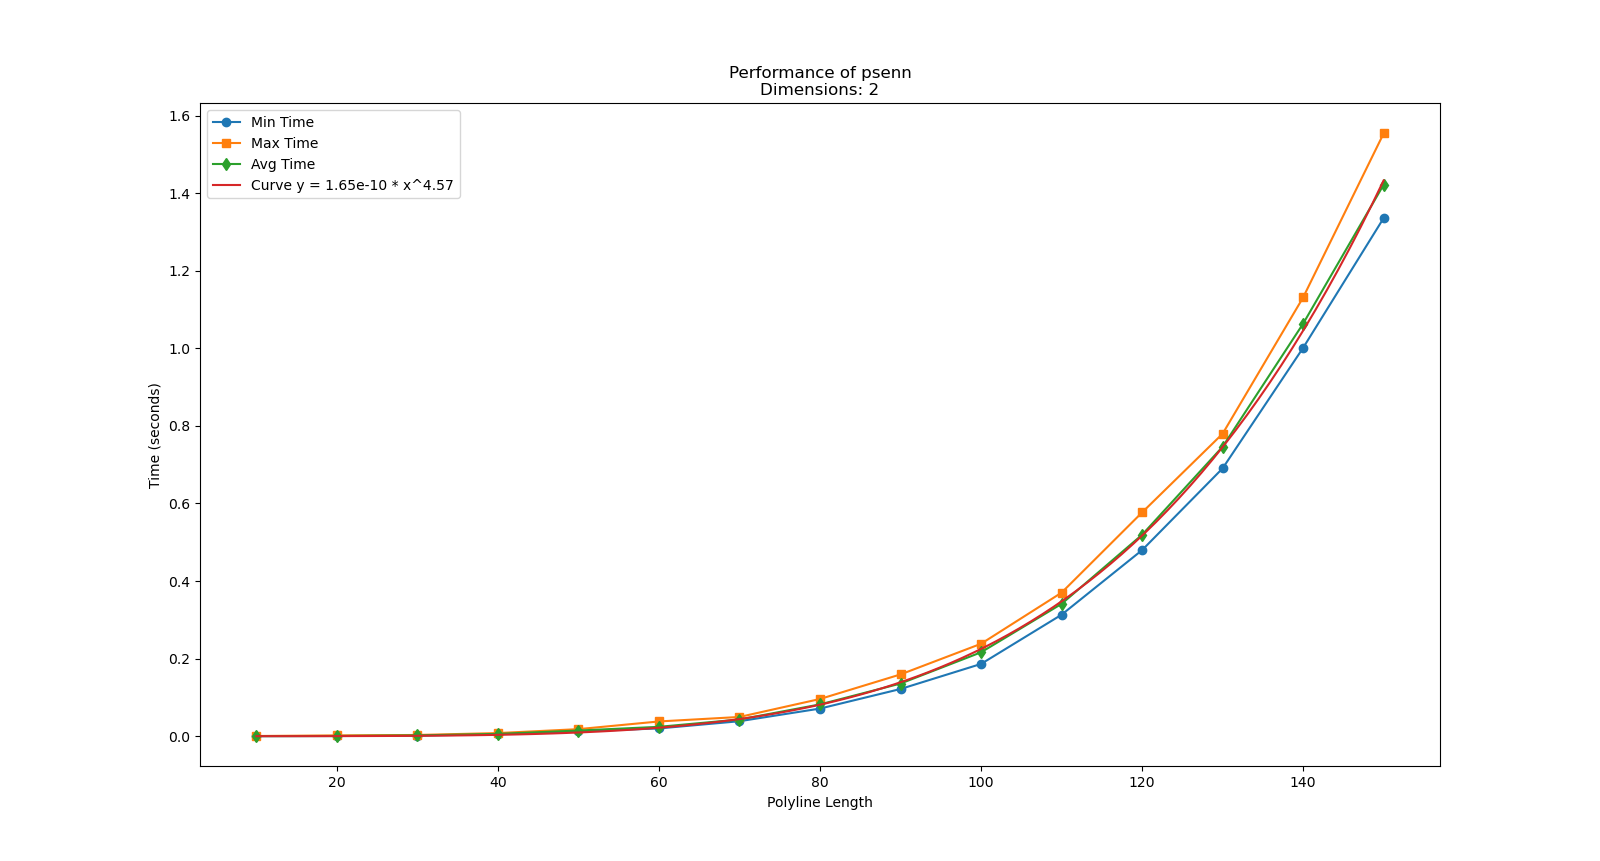 Performance of psenn
Dimensions: 2
Min Time
Max Time
Avg Time
Curve y = 1.65e-10 * x^4.57
Time (seconds)
1.6
1.4
1.2
1.0
0.8
0.6
0.4
0.2
0.0
20 40 60 80 100 120 140
Polyline Length